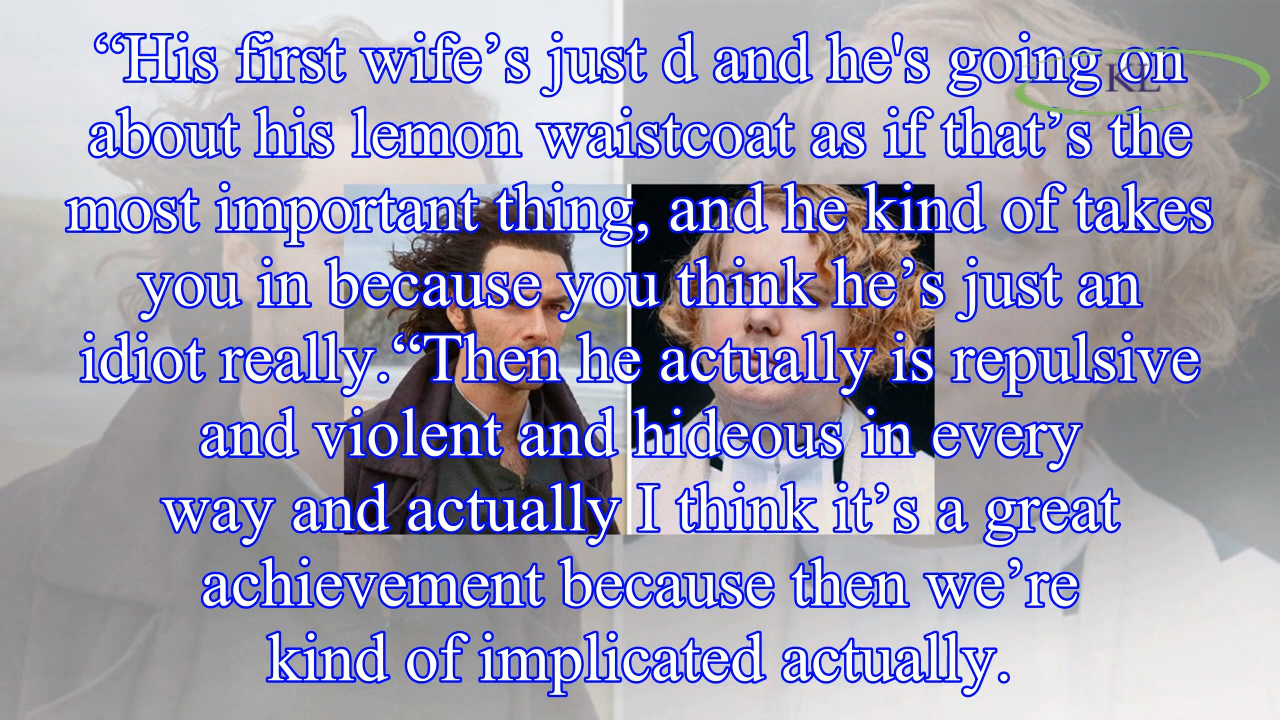 “His first wife’s just d and he's going on
KL
about his lemon waistcoat as if that’s the
most important thing, and he kind of takes
you in because you think he’s just an
idiot really.“Then he actually is repulsive
and violent and hideous in every
way and actually I think it’s a great
achievement because then we’re
kind of implicated actually.